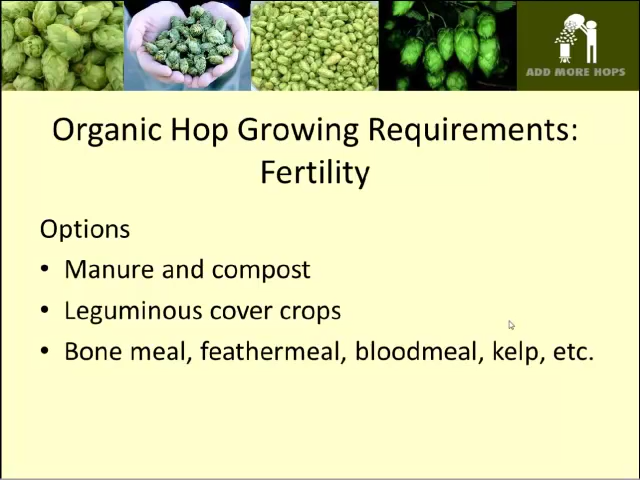 ADD MORE HOPS
Organic Hop Growing Requirements:
Fertility
Options
• Manure and compost
• Leguminous cover crops
• Bone meal, feathermeal, bloodmeal, kelp, etc.